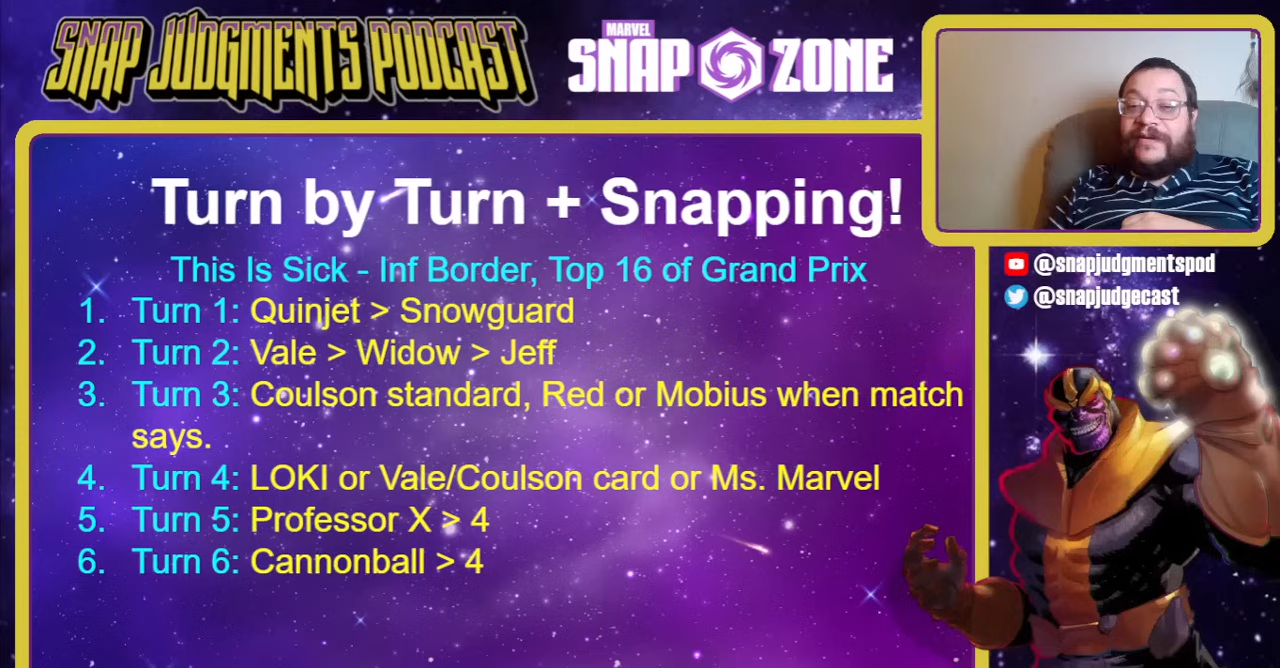 SNAP JUDGMENTS PODCAST
MARVEL
SNAP ZONE
Turn by Turn + Snapping!
This Is Sick - Inf Border, Top 16 of Grand Prix
1. Turn 1: Quinjet > Snowguard
2. Turn 2: Vale > Widow > Jeff
3. Turn 3: Coulson standard, Red or Mobius when match
says.
4. Turn 4: LOKI or Vale/Coulson card or Ms. Marvel
5. Turn 5: Professor X > 4
6. Turn 6: Cannonball > 4
@snapjudgmentspod
@snapjudgecast